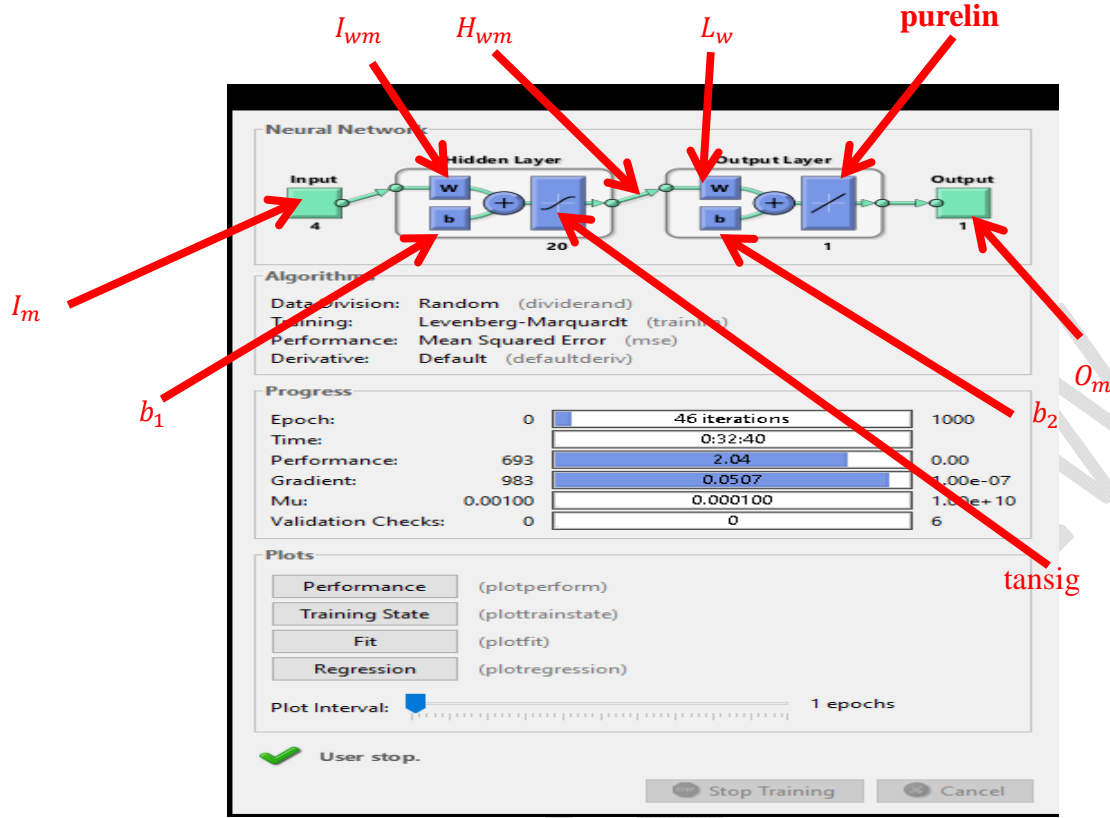 I_wm H_wm L_w purelin
Neural Network
Hidden Layer Output Layer
Input Output
W W
b b
4 20 1 1
Algorithms
I_m
Data Division: Random (dividerand)
Training: Levenberg-Marquardt (trainlm)
Performance: Mean Squared Error (mse)
Derivative: Default (defaultderiv)
O_m
Progress
b_1 b_2
Epoch: 0 46 iterations 1000
Time: 0:32:40
Performance: 693 2.04 0.00
Gradient: 983 0.0507 1.00e-07
Mu: 0.00100 0.000100 1.00e+10
Validation Checks: 0 0 6
Plots
tansig
Performance (plotperform)
Training State (plottrainstate)
Fit (plotfit)
Regression (plotregression)
Plot Interval: 1 epochs
User stop.
Stop Training Cancel